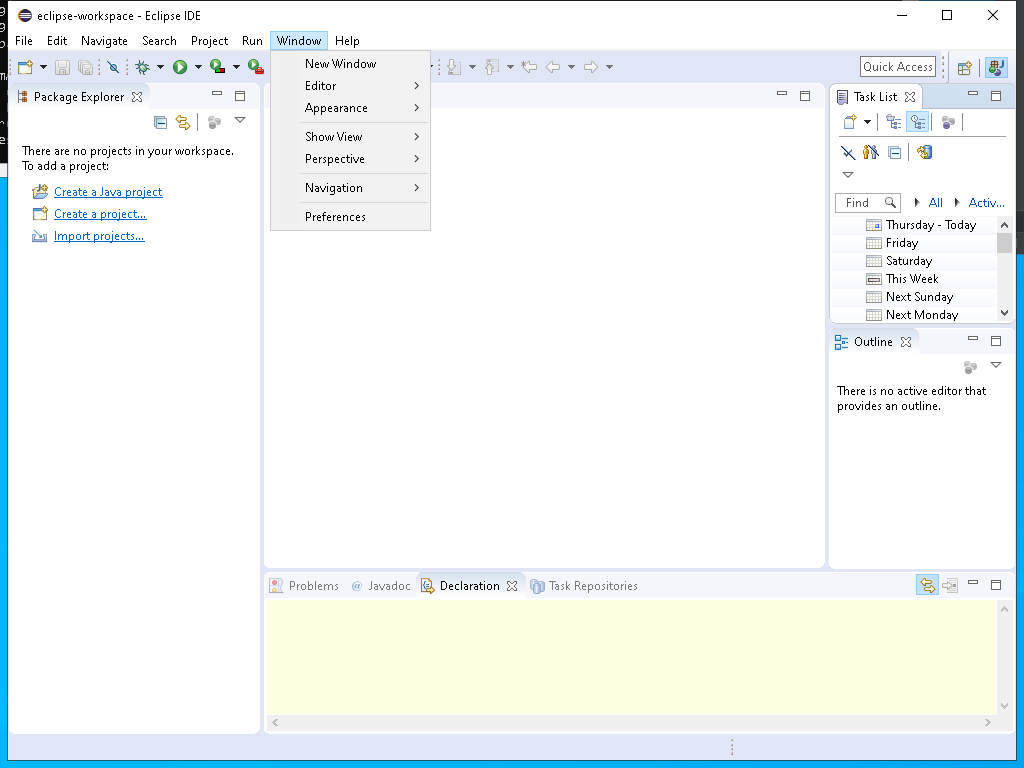 eclipse-workspace - Eclipse IDE
File Edit Navigate Search Project Run Window Help
Quick Access
Package Explorer
There are no projects in your workspace.
To add a project:
Create a Java project
Create a project...
Import projects...
New Window
Editor
Appearance
Show View
Perspective
Navigation
Preferences
Task List
Find
All
Activ...
Thursday - Today
Friday
Saturday
This Week
Next Sunday
Next Monday
Outline
There is no active editor that
provides an outline.
Problems @ Javadoc Declaration Task Repositories